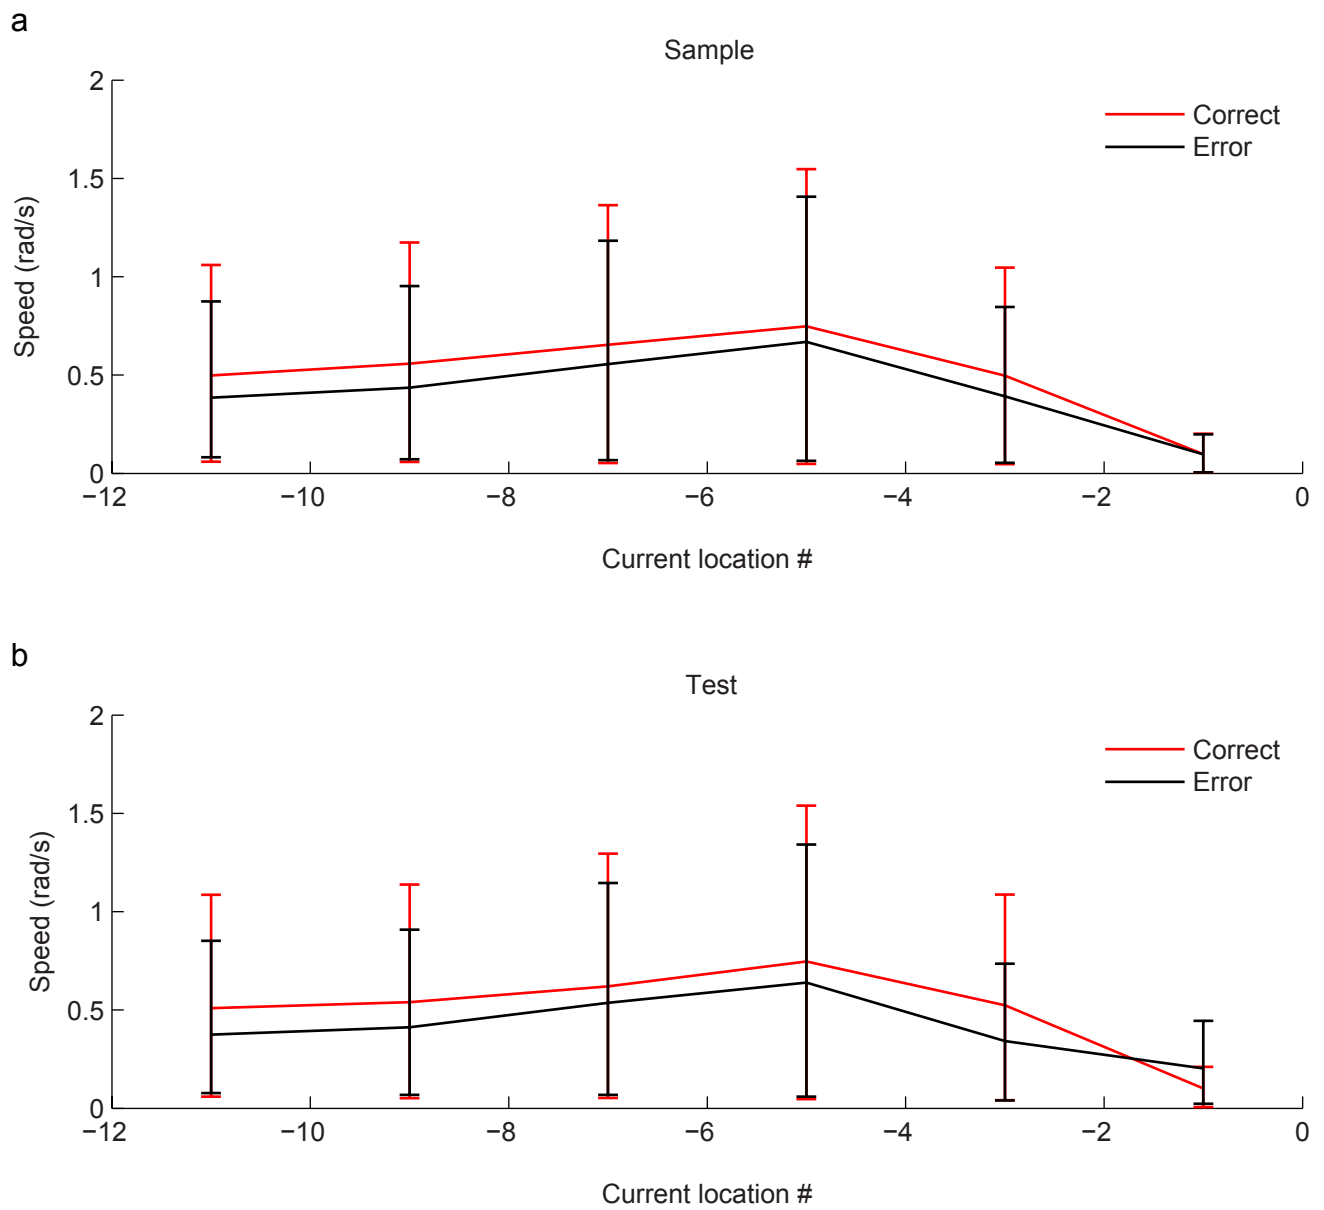 a
Sample
2
1.5
1
0.5
0
Speed (rad/s)
Correct
Error
−12 −10 −8 −6 −4 −2 0
Current location #
b
Test
2
1.5
1
0.5
0
Speed (rad/s)
Correct
Error
−12 −10 −8 −6 −4 −2 0
Current location #